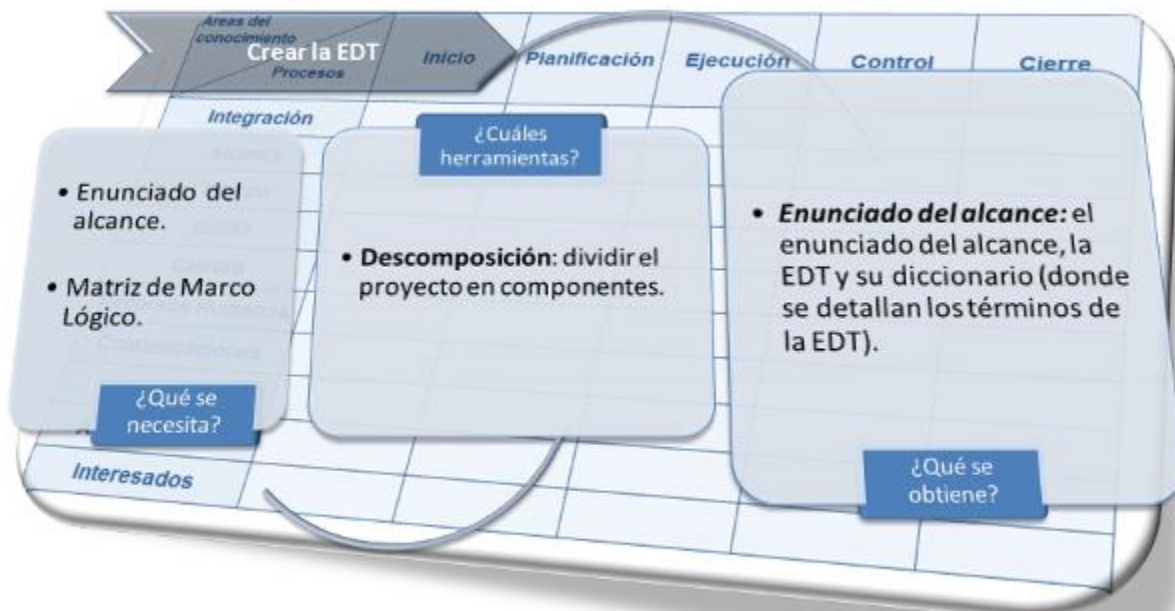 Areas del
conocimiento
Crear la EDT
Procesos
Inicio
Planificación
Ejecución
Control
Cierre
Integración
Alcance
Comunicaciones
Interesados
• Enunciado del
alcance.
• Matriz de Marco
Lógico.
¿Qué se
necesita?
¿Cuáles
herramientas?
• Descomposición: dividir el
proyecto en componentes.
• Enunciado del alcance: el
enunciado del alcance, la
EDT y su diccionario (donde
se detallan los términos de
la EDT).
¿Qué se
obtiene?